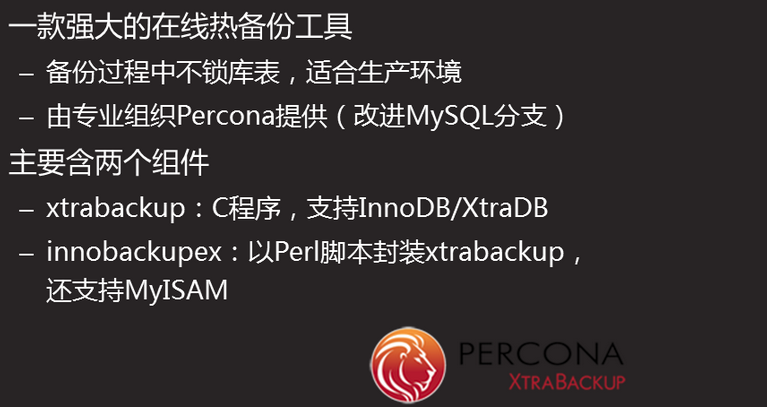 一款强大的在线热备份工具
– 备份过程中不锁库表，适合生产环境
– 由专业组织Percona提供（改进MySQL分支）
主要含两个组件
– xtrabackup：C程序，支持InnoDB/XtraDB
– innobackupex：以Perl脚本封装xtrabackup，
还支持MyISAM
PERCONA
XTRABACKUP